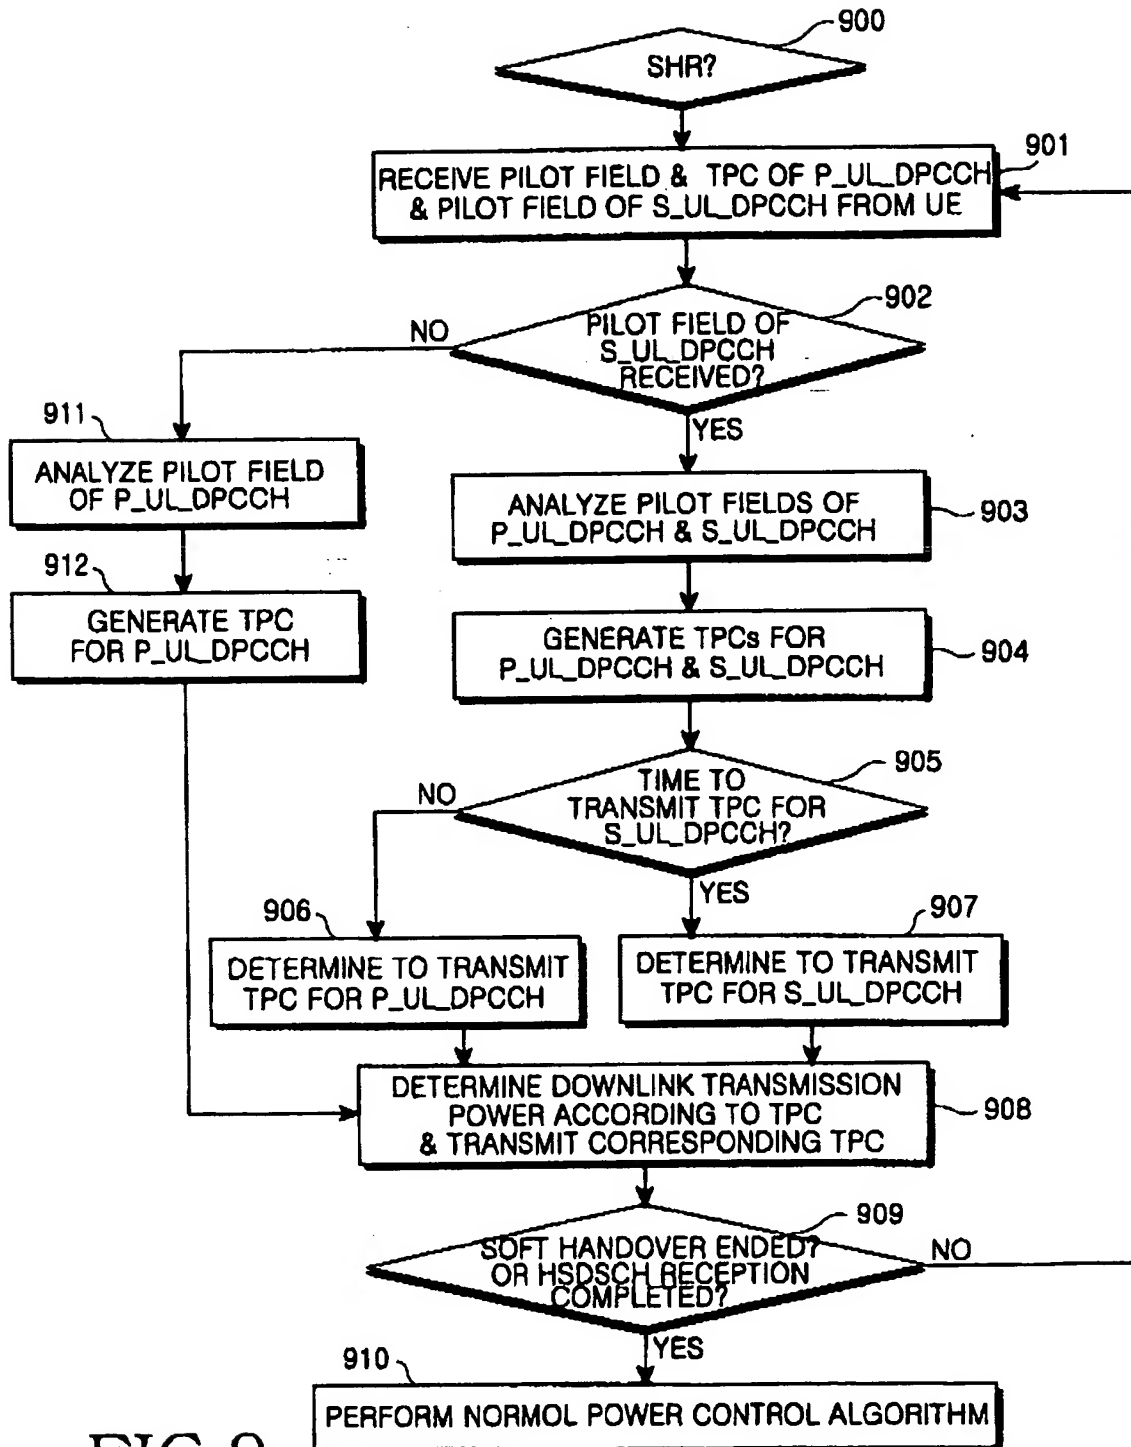 900
SHR?
901
RECEIVE PILOT FIELD & TPC OF P_UL_DPCCH
& PILOT FIELD OF S_UL_DPCCH FROM UE
902
NO
PILOT FIELD OF
S_UL_DPCCH
RECEIVED?
YES
911
ANALYZE PILOT FIELD
OF P_UL_DPCCH
ANALYZE PILOT FIELDS OF
P_UL_DPCCH & S_UL_DPCCH
903
912
GENERATE TPC
FOR P_UL_DPCCH
GENERATE TPCs FOR
P_UL_DPCCH & S_UL_DPCCH
904
905
NO
TIME TO
TRANSMIT TPC FOR
S_UL_DPCCH?
YES
906
907
DETERMINE TO TRANSMIT
TPC FOR P_UL_DPCCH
DETERMINE TO TRANSMIT
TPC FOR S_UL_DPCCH
DETERMINE DOWNLINK TRANSMISSION
POWER ACCORDING TO TPC
& TRANSMIT CORRESPONDING TPC
908
909
SOFT HANDOVER ENDED?
OR HSDSCH RECEPTION
COMPLETED?
NO
YES
910
PERFORM NORMOL POWER CONTROL ALGORITHM